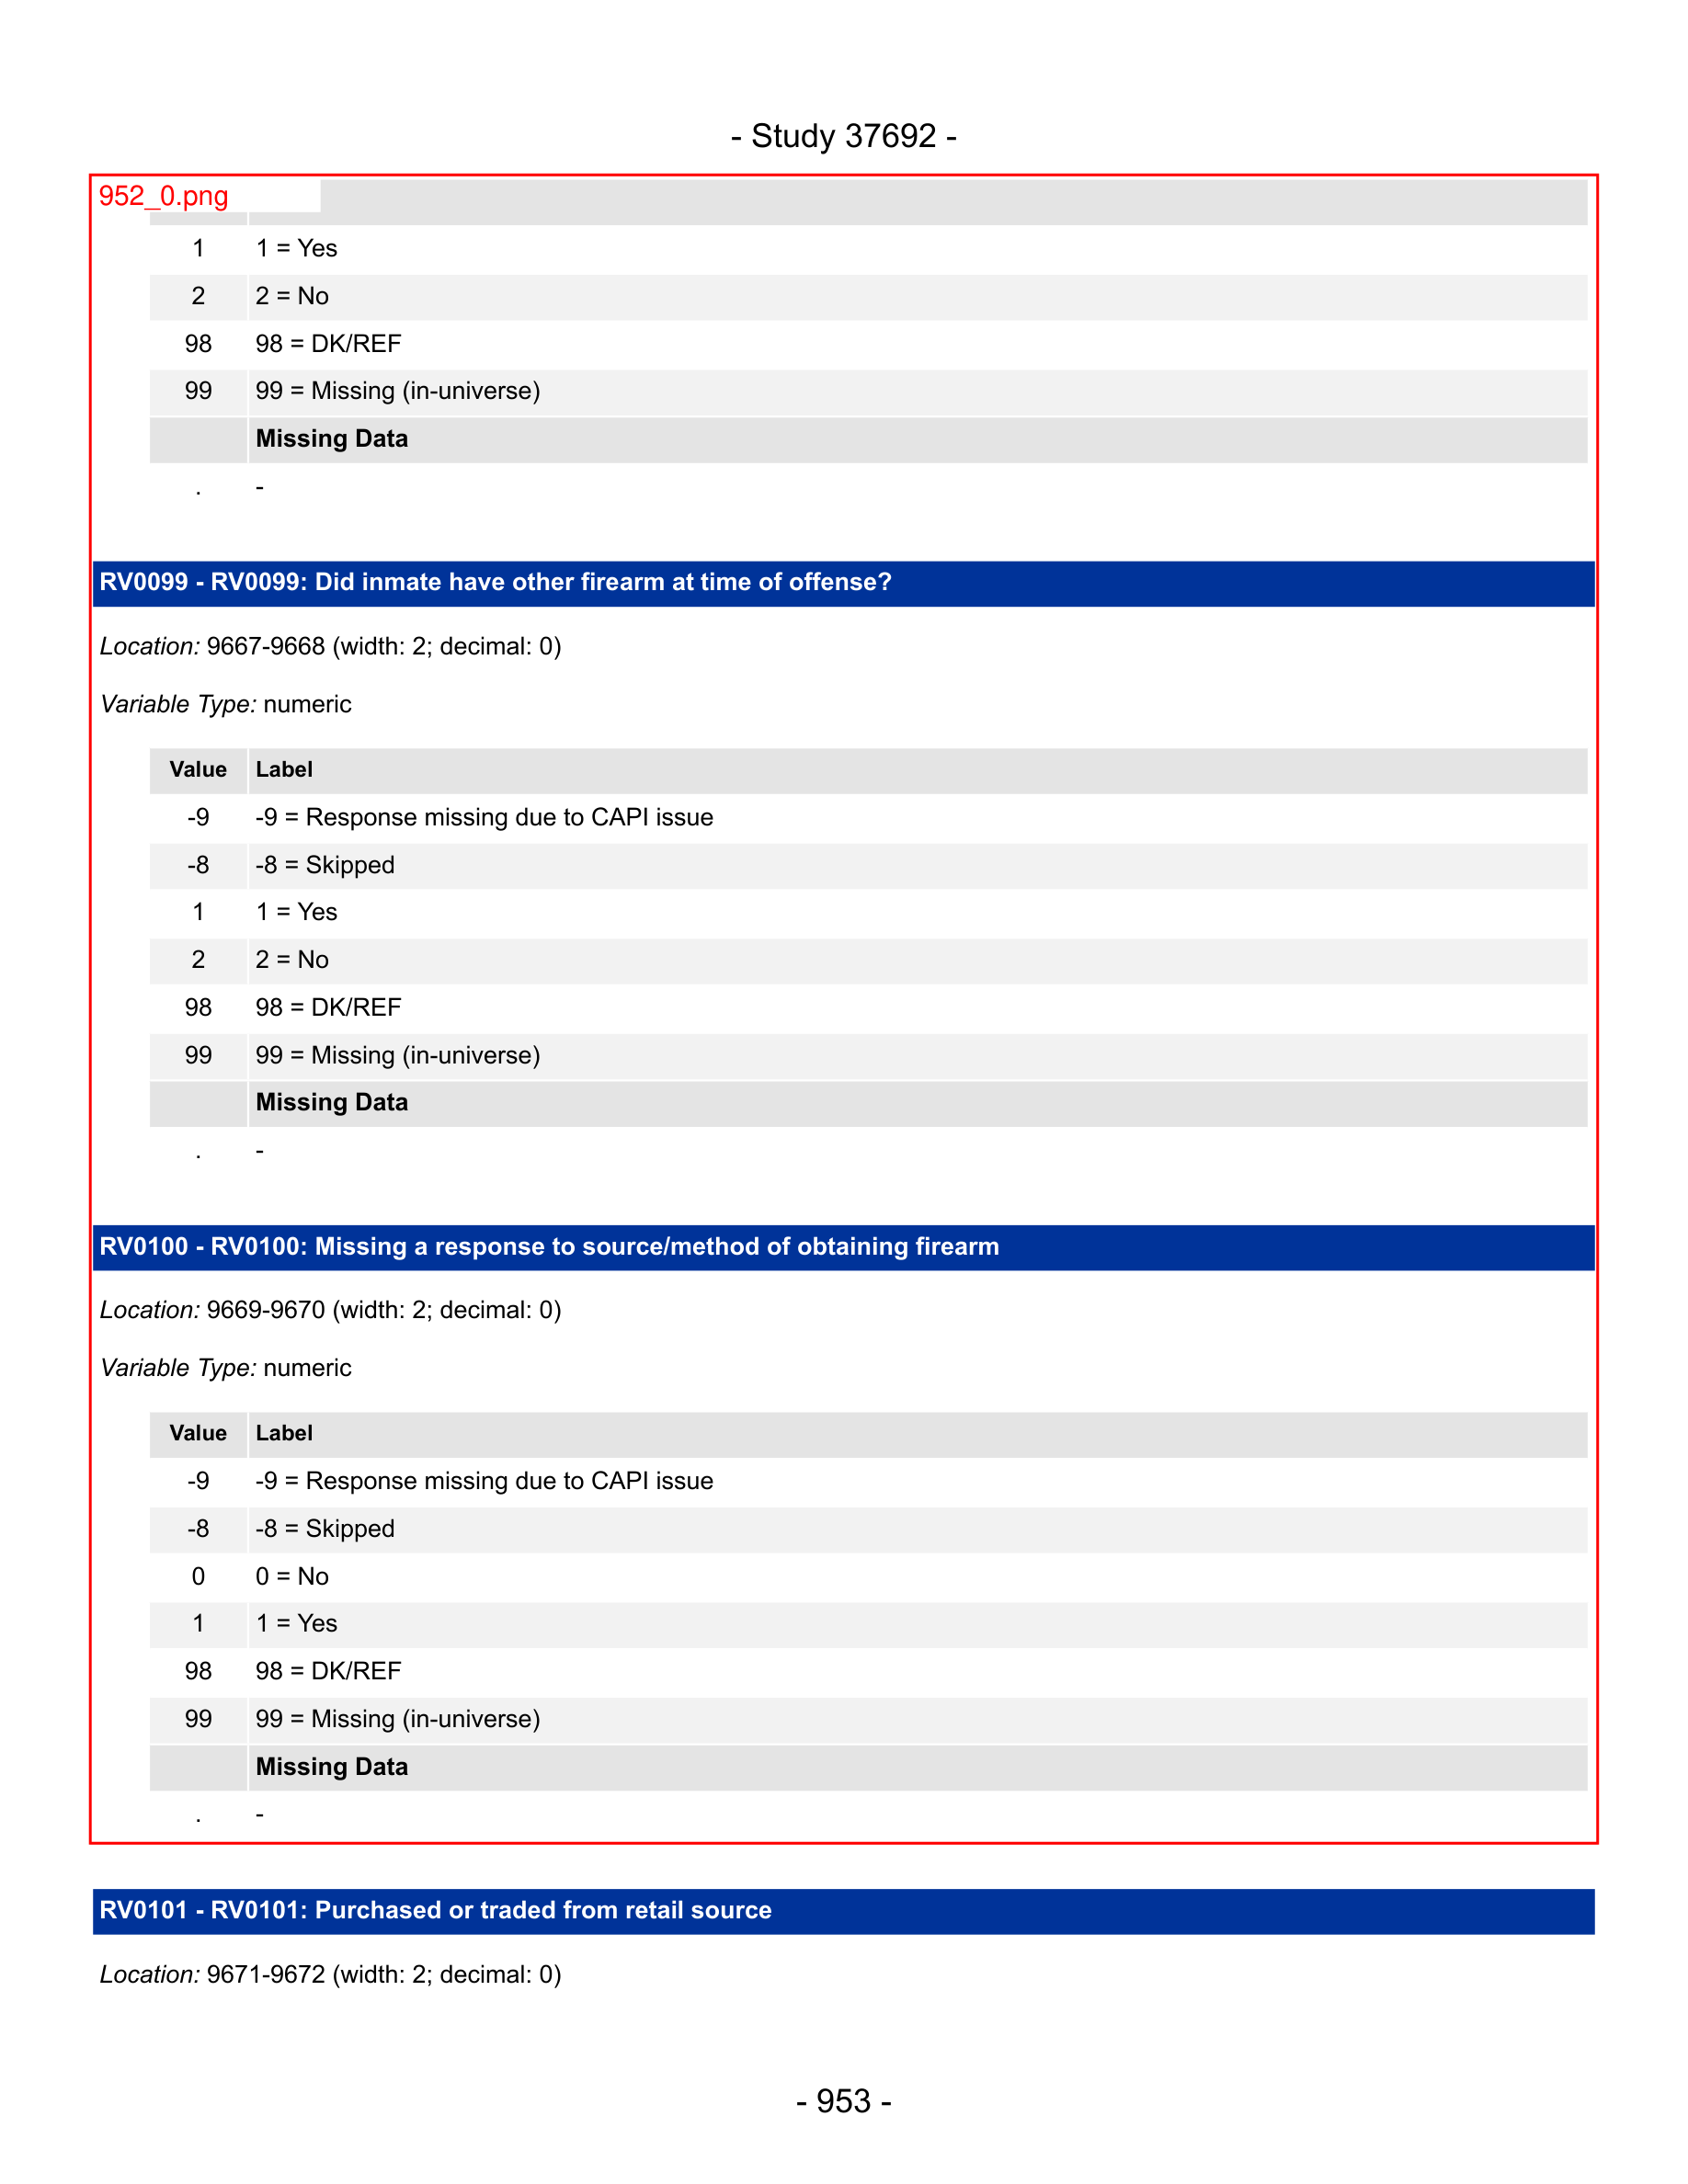 - Study 37692 -
952_0.png
1 1 = Yes
2 2 = No
98 98 = DK/REF
99 99 = Missing (in-universe)
Missing Data
. -
RV0099 - RV0099: Did inmate have other firearm at time of offense?
Location: 9667-9668 (width: 2; decimal: 0)
Variable Type: numeric
Value Label
-9 -9 = Response missing due to CAPI issue
-8 -8 = Skipped
1 1 = Yes
2 2 = No
98 98 = DK/REF
99 99 = Missing (in-universe)
Missing Data
. -
RV0100 - RV0100: Missing a response to source/method of obtaining firearm
Location: 9669-9670 (width: 2; decimal: 0)
Variable Type: numeric
Value Label
-9 -9 = Response missing due to CAPI issue
-8 -8 = Skipped
0 0 = No
1 1 = Yes
98 98 = DK/REF
99 99 = Missing (in-universe)
Missing Data
. -
RV0101 - RV0101: Purchased or traded from retail source
Location: 9671-9672 (width: 2; decimal: 0)
- 953 -